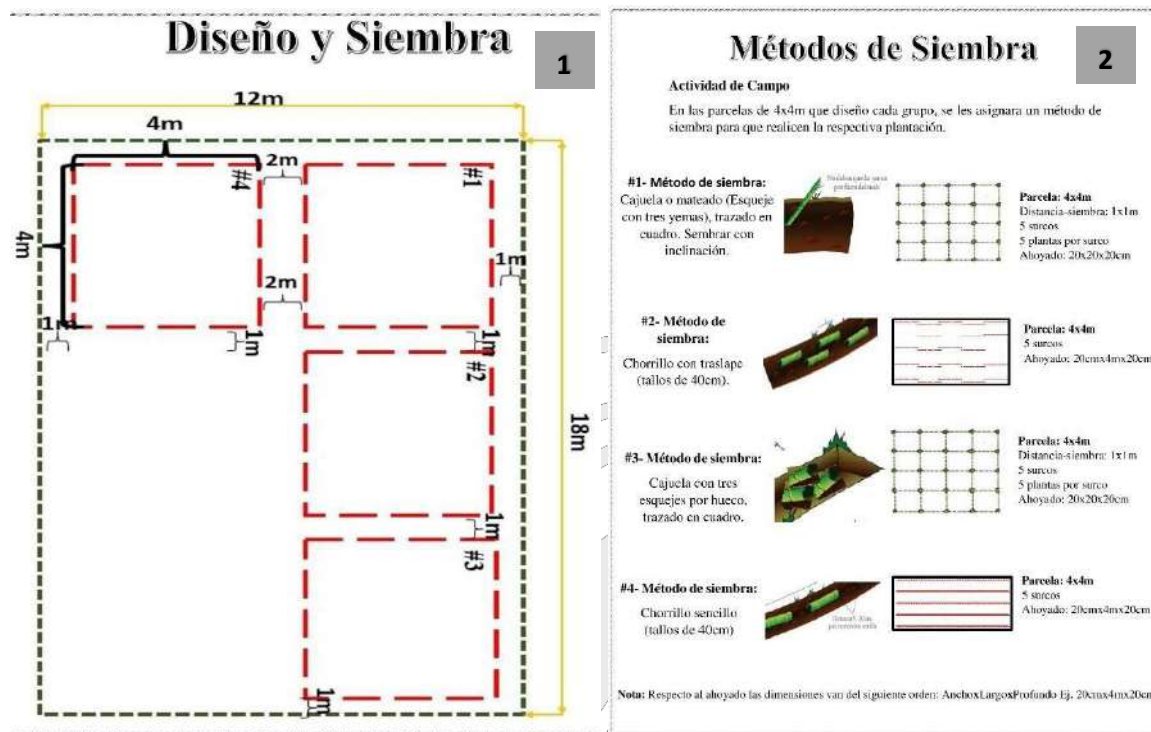 Diseño y Siembra
1
12m
4m
2m
#4
#1
4m
1m
2m
1m
1m
1m
#2
18m
1m
#3
1m
Métodos de Siembra
2
Actividad de Campo
En las parcelas de 4x4m que diseño cada grupo, se les asignara un método de
siembra para que realicen la respectiva plantación.
#1- Método de siembra:
Cajuela o mateado (Esqueje
con tres yemas), trazado en
cuadro. Sembrar con
inclinación.
Parcela: 4x4m
Distancia-siembra: 1x1m
5 surcos
5 plantas por surco
Ahoyado: 20x20x20cm
#2- Método de
siembra:
Chorrillo con traslape
(tallos de 40cm).
Parcela: 4x4m
5 surcos
Ahoyado: 20cmx4mx20cm
#3- Método de siembra:
Cajuela con tres
esquejes por hueco,
trazado en cuadro.
Parcela: 4x4m
Distancia-siembra: 1x1m
5 surcos
5 plantas por surco
Ahoyado: 20x20x20cm
#4- Método de siembra:
Chorrillo sencillo
(tallos de 40cm)
Parcela: 4x4m
5 surcos
Ahoyado: 20cmx4mx20cm
Nota: Respecto al ahoyado las dimensiones van del siguiente orden: AnchoxLargoxProfundo Ej. 20cmx4mx20cm